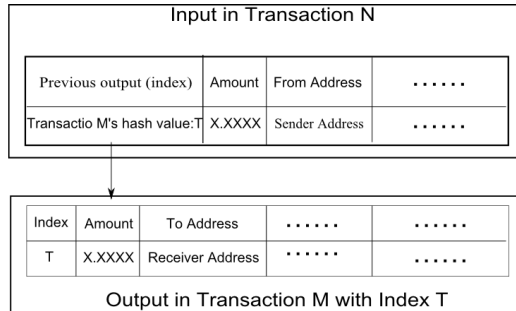 Input in Transaction N
Previous output (index) Amount From Address ......
Transactio M's hash value:T X.XXXX Sender Address ......
Index Amount To Address ...... ......
T X.XXXX Receiver Address ...... ......
Output in Transaction M with Index T